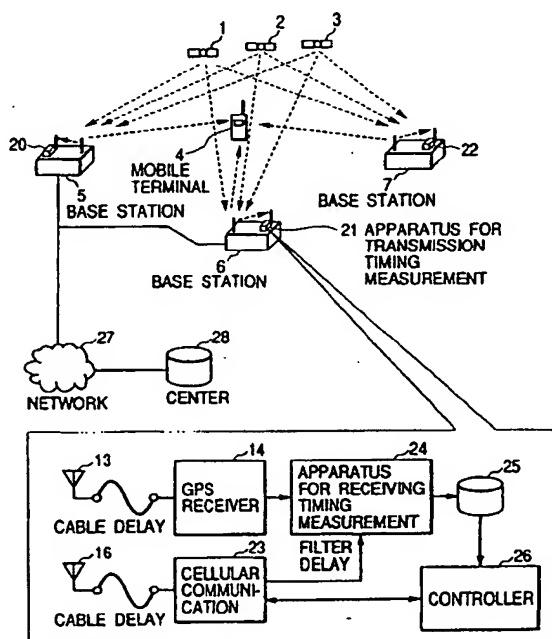 1
2
3
20
4
MOBILE
TERMINAL
5
BASE STATION
22
7
BASE STATION
21 APPARATUS FOR
TRANSMISSION
TIMING
MEASUREMENT
6
BASE STATION
27
NETWORK
28
CENTER
13
CABLE DELAY
14
GPS
RECEIVER
24
APPARATUS
FOR RECEIVING
TIMING
MEASUREMENT
25
16
CABLE DELAY
23
CELLULAR
COMMUNI-
CATION
FILTER
DELAY
26
CONTROLLER